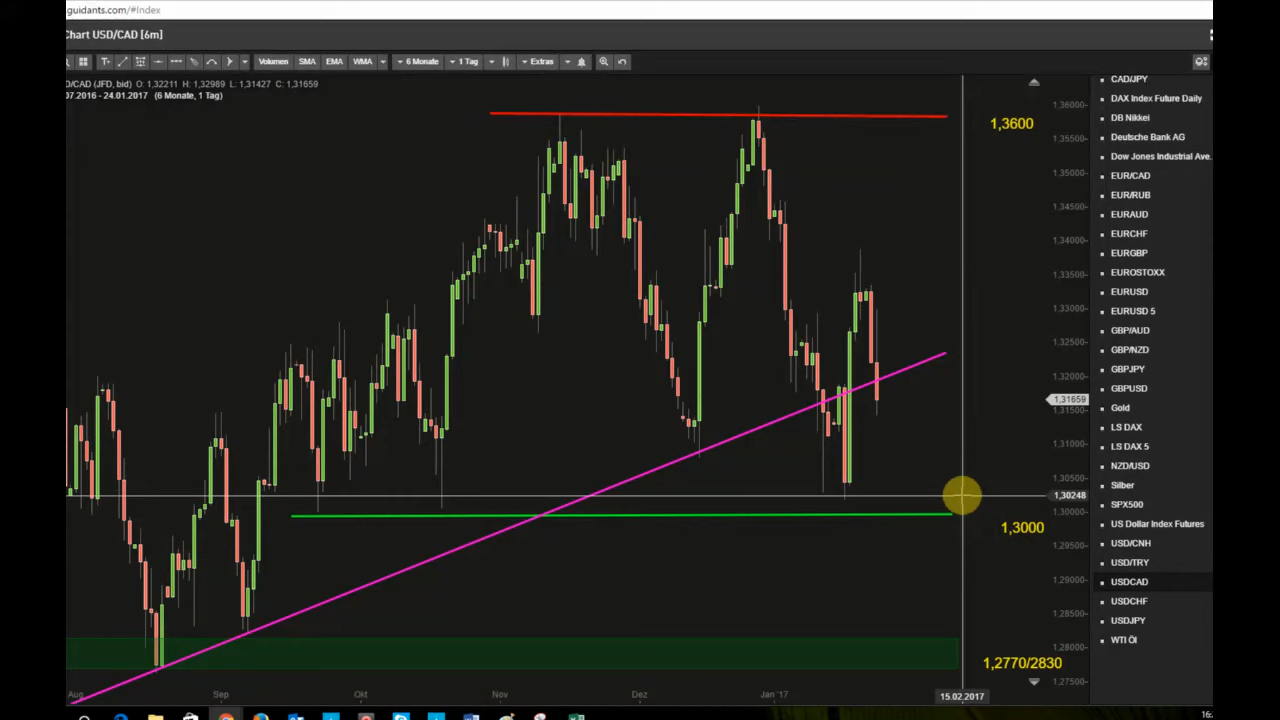 guidants.com/#Index
Chart USD/CAD [6m]
Volumen SMA EMA WMA 6 Monate 1 Tag Extras
D/CAD (JFD, bid) O: 1,32211 H: 1,32989 L: 1,31427 C: 1,31659
.07.2016 - 24.01.2017 (6 Monate, 1 Tag)
1,3600
1,3000
1,2770/2830
1,36000
1,35500
1,35000
1,34500
1,34000
1,33500
1,33000
1,32500
1,32000
1,31659
1,31500
1,31000
1,30500
1,30248
1,30000
1,29500
1,29000
1,28500
1,28000
1,27500
Aug Sep Okt Nov Dez Jan '17 15.02.2017
CAD/JPY
DAX Index Future Daily
DB Nikkei
Deutsche Bank AG
Dow Jones Industrial Ave.
EUR/CAD
EUR/RUB
EURAUD
EURCHF
EURGBP
EUROSTOXX
EURUSD
EURUSD 5
GBP/AUD
GBP/NZD
GBPJPY
GBPUSD
Gold
LS DAX
LS DAX 5
NZD/USD
Silber
SPX500
US Dollar Index Futures
USD/CNH
USD/TRY
USDCAD
USDCHF
USDJPY
WTI Öl
16: